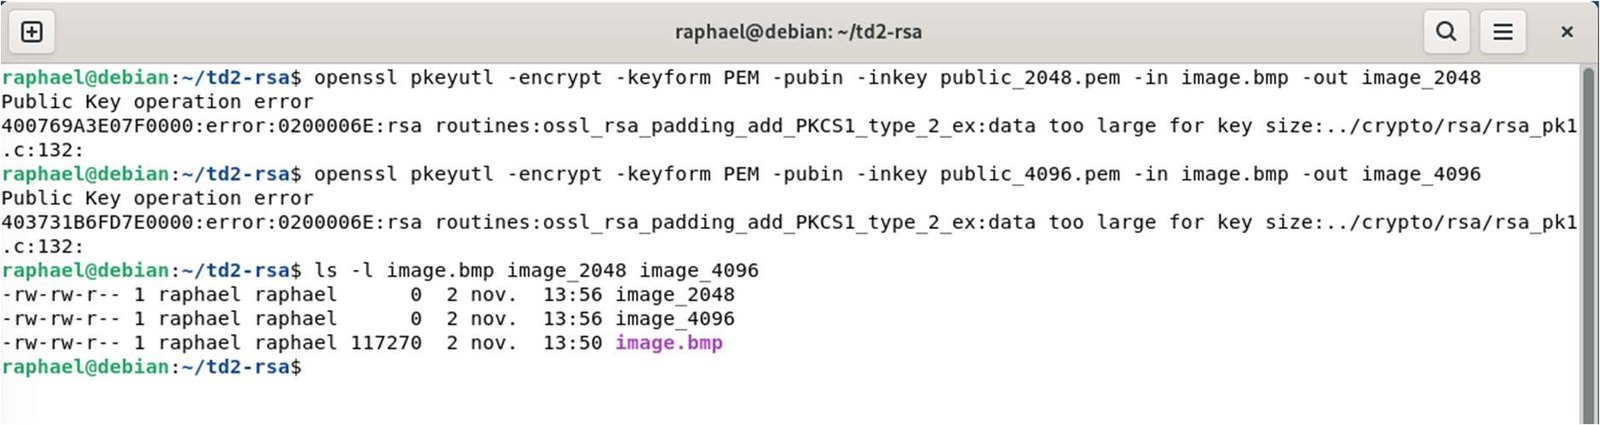 raphael@debian: ~/td2-rsa
raphael@debian:~/td2-rsa$ openssl pkeyutl -encrypt -keyform PEM -pubin -inkey public_2048.pem -in image.bmp -out image_2048
Public Key operation error
400769A3E07F0000:error:0200006E:rsa routines:ossl_rsa_padding_add_PKCS1_type_2_ex:data too large for key size:../crypto/rsa/rsa_pk1
.c:132:
raphael@debian:~/td2-rsa$ openssl pkeyutl -encrypt -keyform PEM -pubin -inkey public_4096.pem -in image.bmp -out image_4096
Public Key operation error
403731B6FD7E0000:error:0200006E:rsa routines:ossl_rsa_padding_add_PKCS1_type_2_ex:data too large for key size:../crypto/rsa/rsa_pk1
.c:132:
raphael@debian:~/td2-rsa$ ls -l image.bmp image_2048 image_4096
-rw-rw-r-- 1 raphael raphael      0  2 nov.  13:56 image_2048
-rw-rw-r-- 1 raphael raphael      0  2 nov.  13:56 image_4096
-rw-rw-r-- 1 raphael raphael 117270  2 nov.  13:50 image.bmp
raphael@debian:~/td2-rsa$